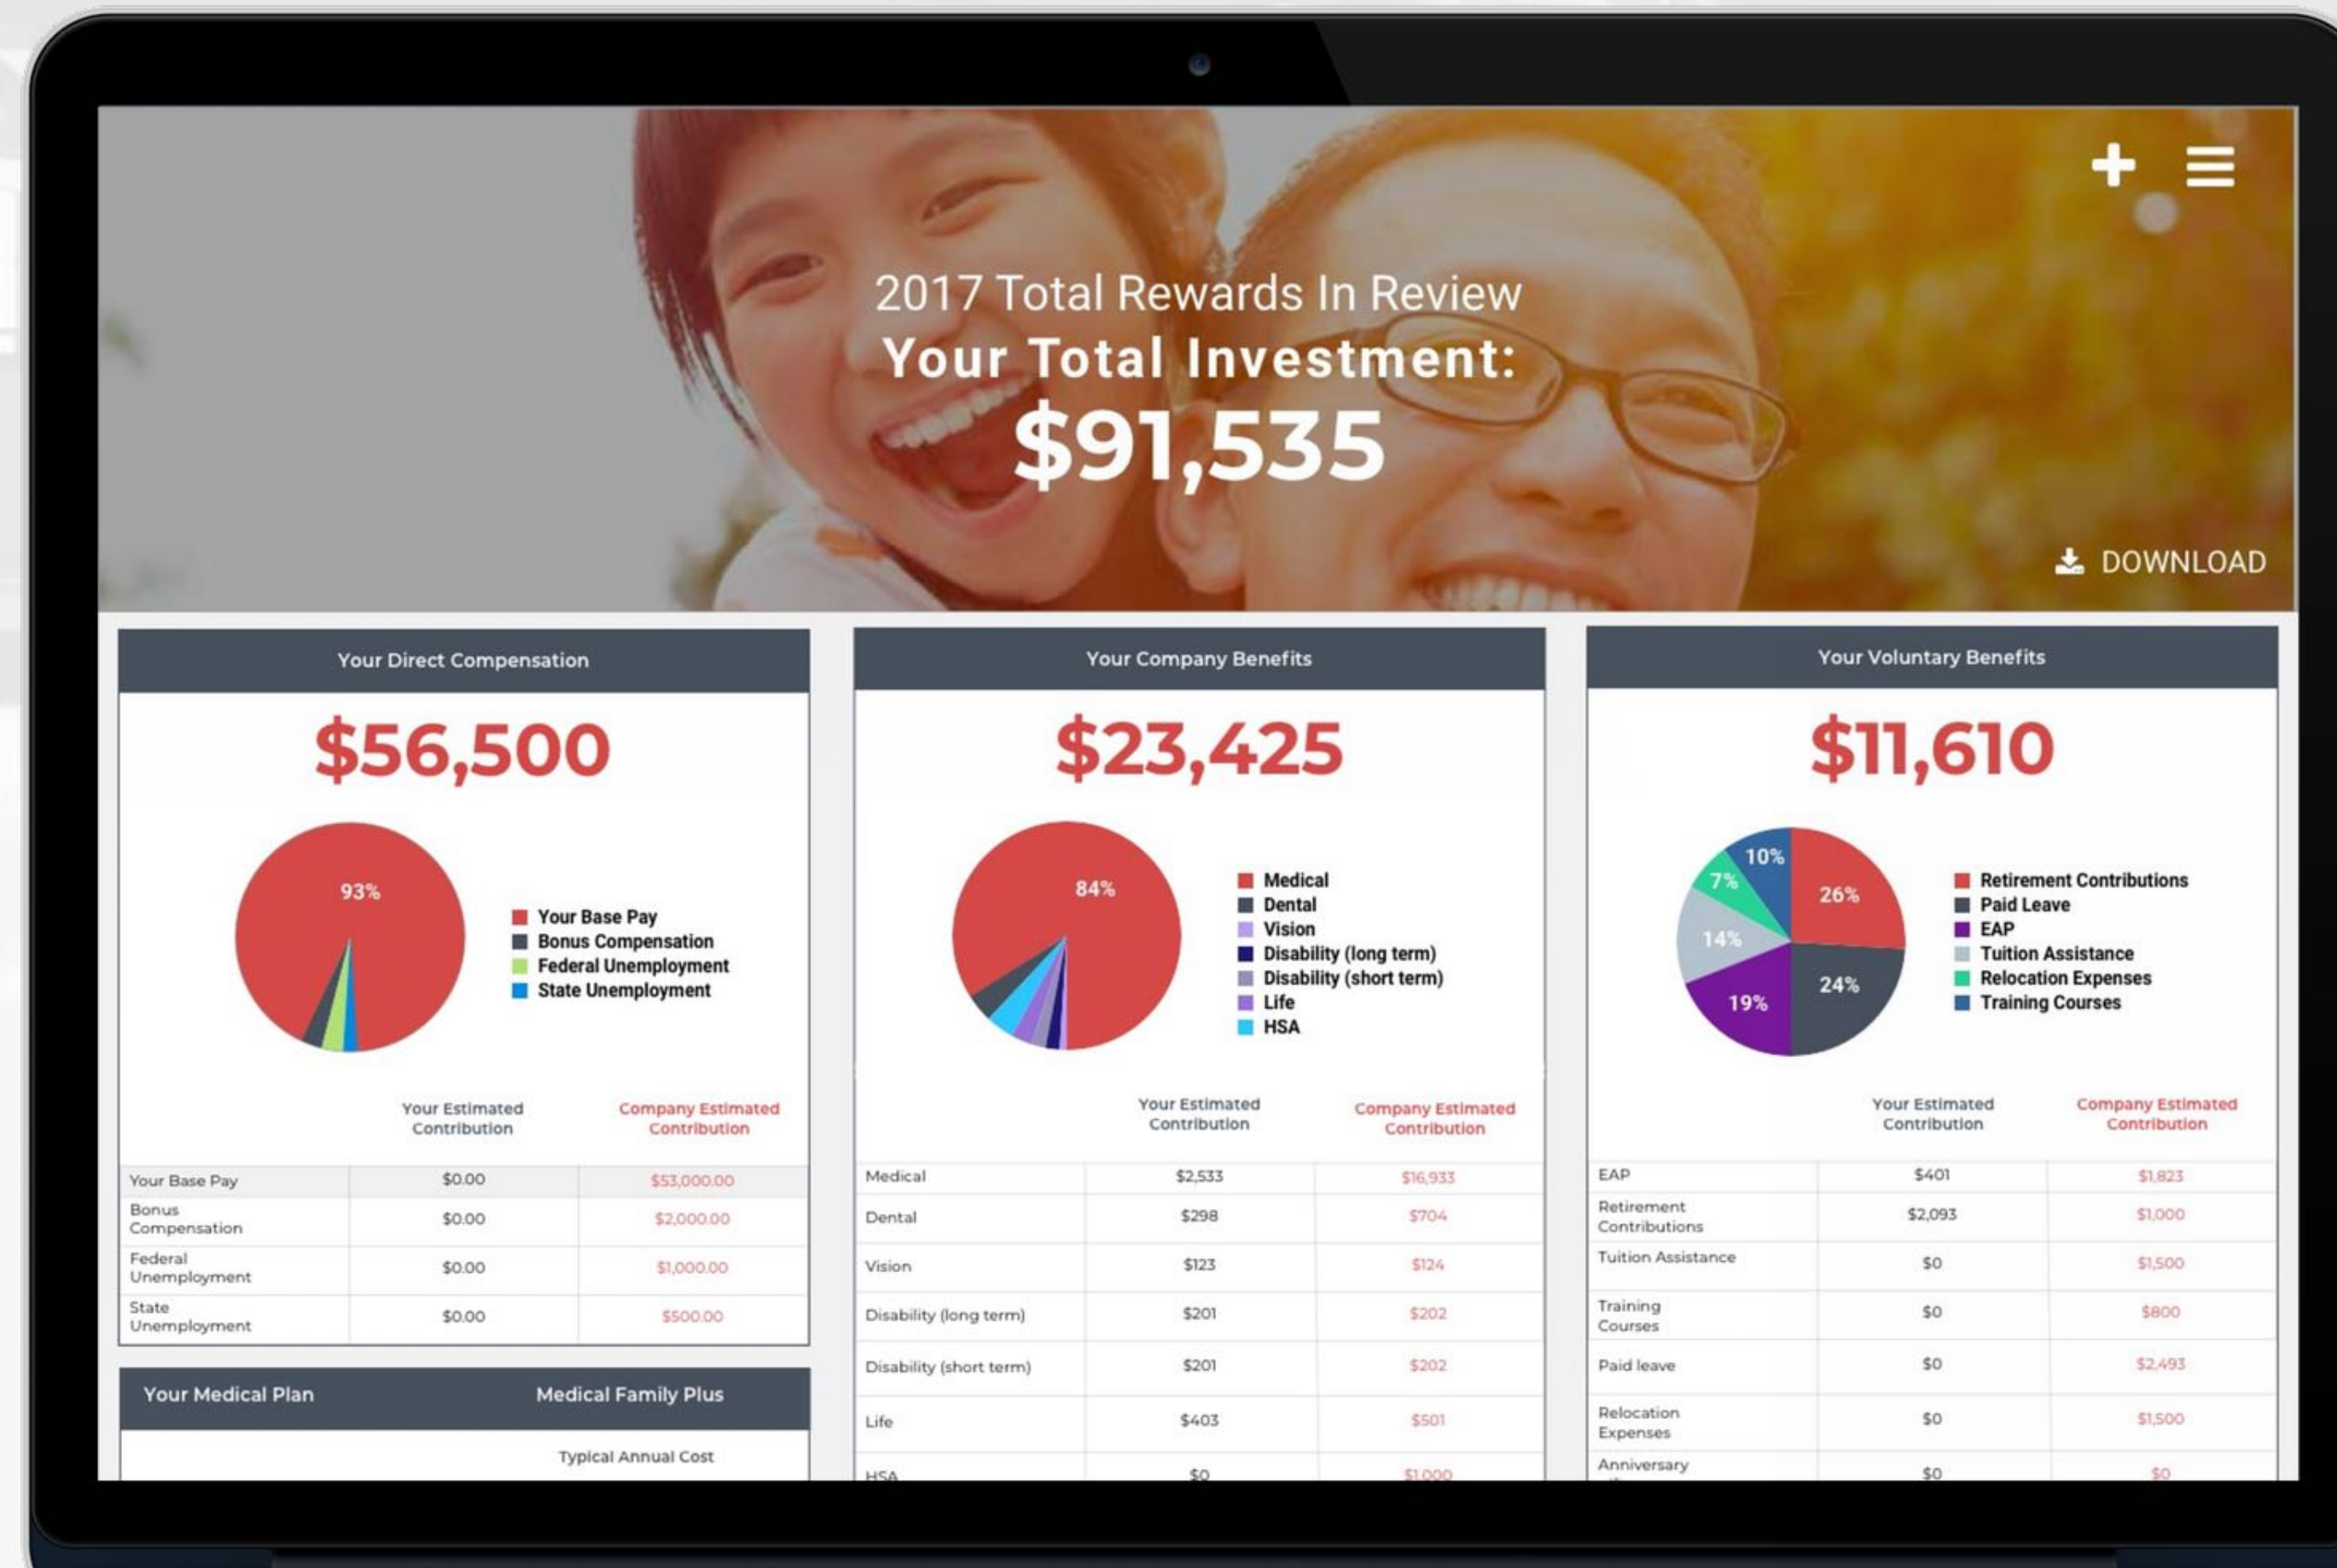 2017 Total Rewards In Review
Your Total Investment:
$91,535
DOWNLOAD
Your Direct Compensation
$56,500
93%
Your Base Pay
Bonus Compensation
Federal Unemployment
State Unemployment
Your Estimated Contribution
Company Estimated Contribution
Your Base Pay $0.00 $53,000.00
Bonus Compensation $0.00 $2,000.00
Federal Unemployment $0.00 $1,000.00
State Unemployment $0.00 $500.00
Your Medical Plan Medical Family Plus
Typical Annual Cost
Your Company Benefits
$23,425
84%
Medical
Dental
Vision
Disability (long term)
Disability (short term)
Life
HSA
Your Estimated Contribution
Company Estimated Contribution
Medical $2,533 $16,933
Dental $298 $704
Vision $123 $124
Disability (long term) $201 $202
Disability (short term) $201 $202
Life $403 $501
HSA $0 $1,000
Your Voluntary Benefits
$11,610
10%
7%
26%
14%
24%
19%
Retirement Contributions
Paid Leave
EAP
Tuition Assistance
Relocation Expenses
Training Courses
Your Estimated Contribution
Company Estimated Contribution
EAP $401 $1,823
Retirement Contributions $2,093 $1,000
Tuition Assistance $0 $1,500
Training Courses $0 $800
Paid leave $0 $2,493
Relocation Expenses $0 $1,500
Anniversary $0 $0